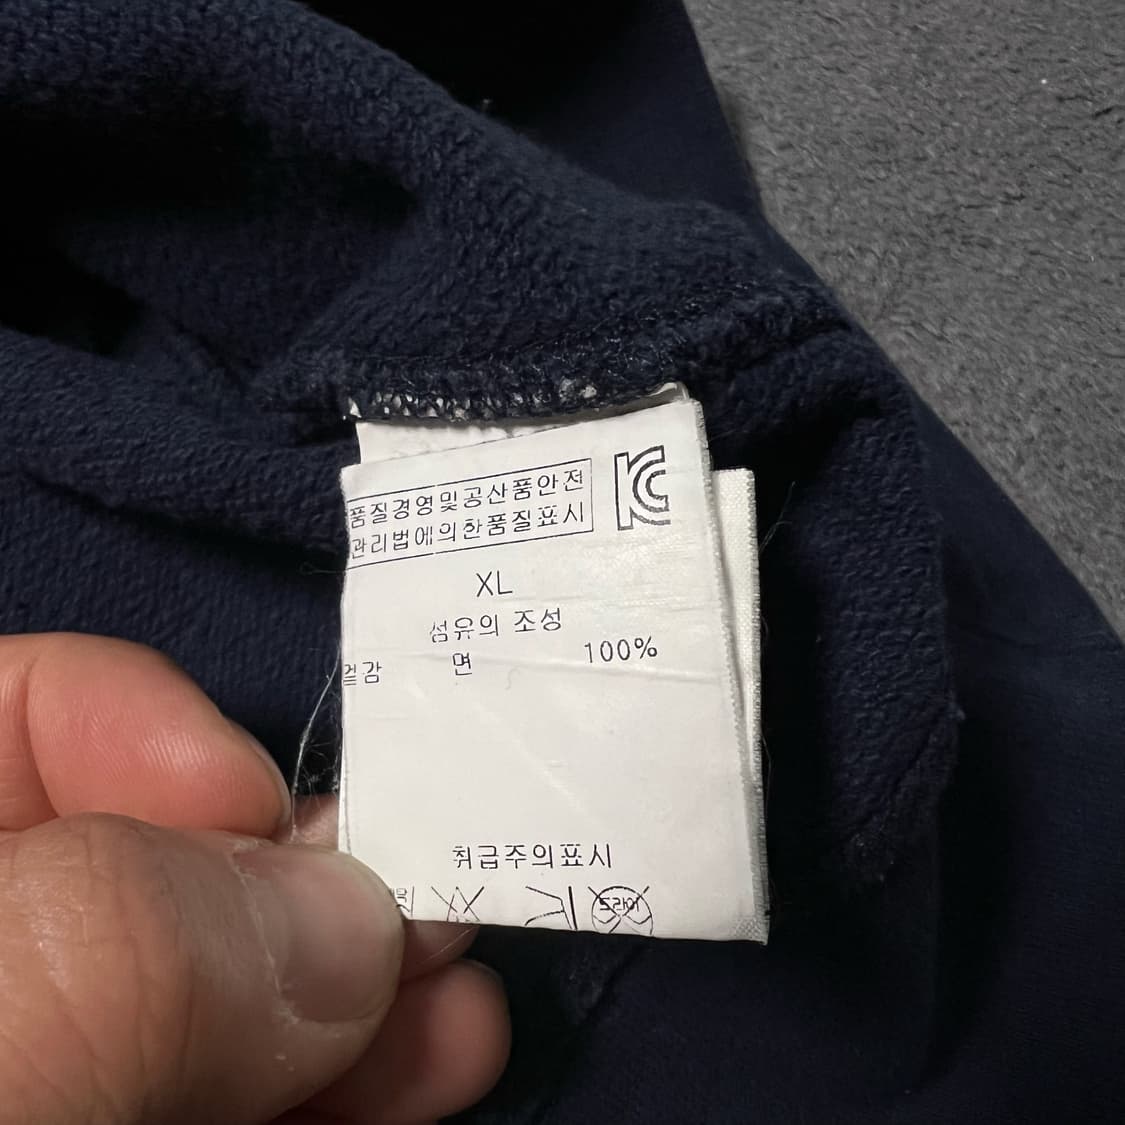 품질경영및공산품안전
관리법에의한품질표시
KC
XL
섬유의 조성
겉감 면 100%
취급주의표시
드라이